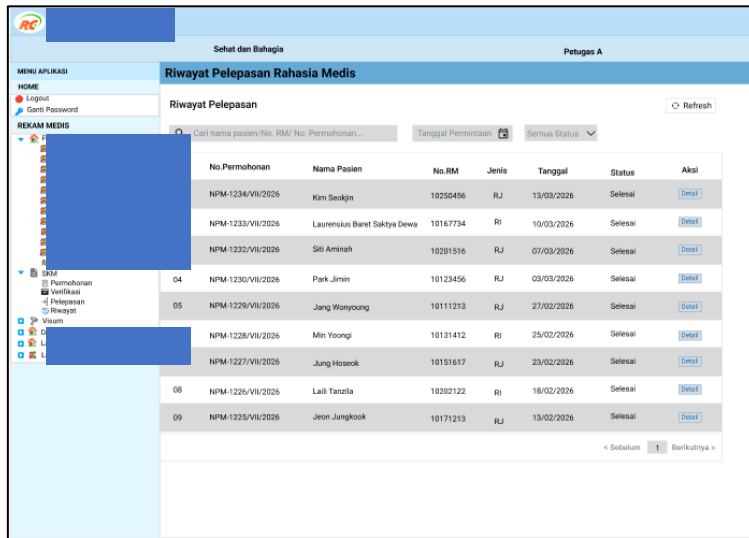 RC
Sehat dan Bahagia Petugas A
MENU APLIKASI
Riwayat Pelepasan Rahasia Medis
HOME
Logout
Ganti Password
REKAM MEDIS
SKM
Permohonan
Verifikasi
Pelepasan
Riwayat
Visum
Riwayat Pelepasan Refresh
Cari nama pasien/No. RM/ No. Permohonan... Tanggal Permintaan Semua Status
No.Permohonan Nama Pasien No.RM Jenis Tanggal Status Aksi
NPM-1234/VII/2026 Kim Seokjin 10250456 RJ 13/03/2026 Selesai Detail
NPM-1233/VII/2026 Laurensius Baret Saktya Dewa 10167734 RI 10/03/2026 Selesai Detail
NPM-1232/VII/2026 Siti Aminah 10201516 RJ 07/03/2026 Selesai Detail
04 NPM-1230/VII/2026 Park Jimin 10123456 RJ 03/03/2026 Selesai Detail
05 NPM-1229/VII/2026 Jang Wonyoung 10111213 RJ 27/02/2026 Selesai Detail
NPM-1228/VII/2026 Min Yoongi 10131412 RI 25/02/2026 Selesai Detail
NPM-1227/VII/2026 Jung Hoseok 10151617 RJ 23/02/2026 Selesai Detail
08 NPM-1226/VII/2026 Laili Tanzila 10202122 RI 18/02/2026 Selesai Detail
09 NPM-1225/VII/2026 Jeon Jungkook 10171213 RJ 13/02/2026 Selesai Detail
< Sebelum 1 Berikutnya >